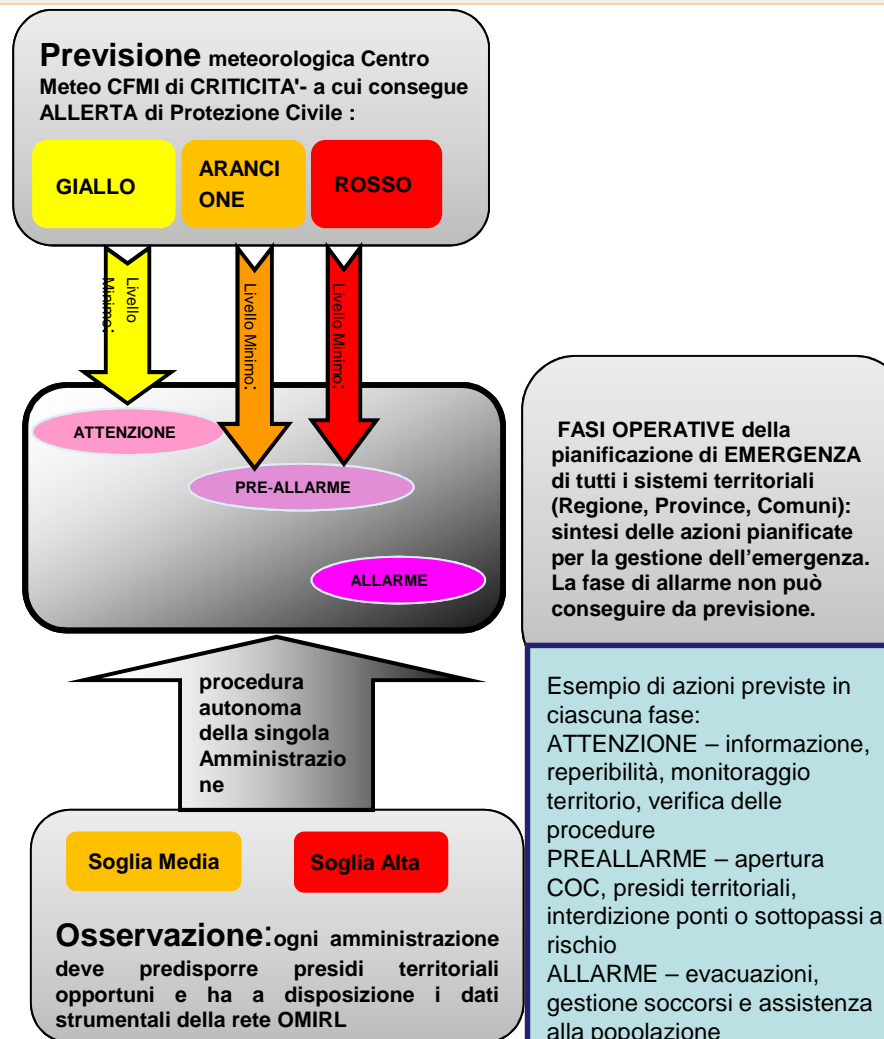 Previsione meteorologica Centro
Meteo CFMI di CRITICITA'- a cui consegue
ALLERTA di Protezione Civile :
GIALLO
ARANCI
ONE
ROSSO
Livello
Minimo:
Livello Minimo:
Livello Minimo:
ATTENZIONE
PRE-ALLARME
ALLARME
FASI OPERATIVE della
pianificazione di EMERGENZA
di tutti i sistemi territoriali
(Regione, Province, Comuni):
sintesi delle azioni pianificate
per la gestione dell'emergenza.
La fase di allarme non può
conseguire da previsione.
procedura
autonoma
della singola
Amministrazio
ne
Soglia Media
Soglia Alta
Osservazione:ogni amministrazione
deve predisporre presidi territoriali
opportuni e ha a disposizione i dati
strumentali della rete OMIRL
Esempio di azioni previste in
ciascuna fase:
ATTENZIONE – informazione,
reperibilità, monitoraggio
territorio, verifica delle
procedure
PREALLARME – apertura
COC, presidi territoriali,
interdizione ponti o sottopassi a
rischio
ALLARME – evacuazioni,
gestione soccorsi e assistenza
alla popolazione